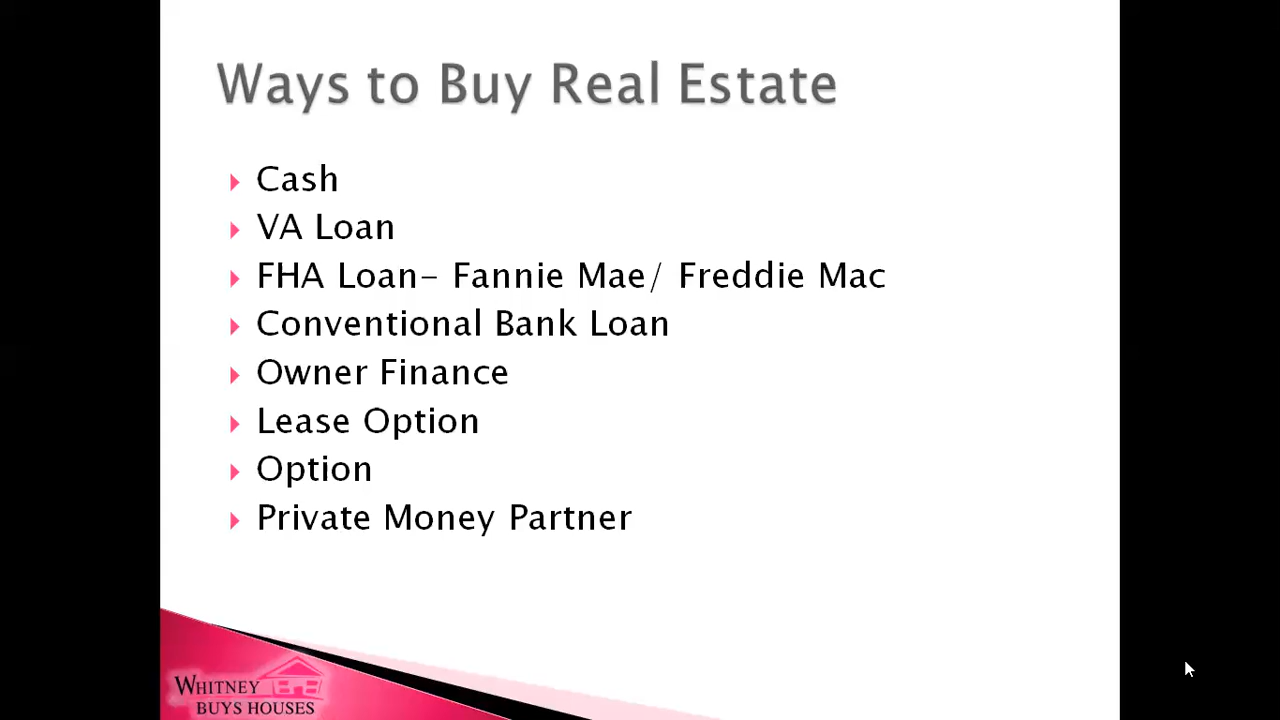 Ways to Buy Real Estate
Cash
VA Loan
FHA Loan- Fannie Mae/ Freddie Mac
Conventional Bank Loan
Owner Finance
Lease Option
Option
Private Money Partner
WHITNEY
BUYS HOUSES